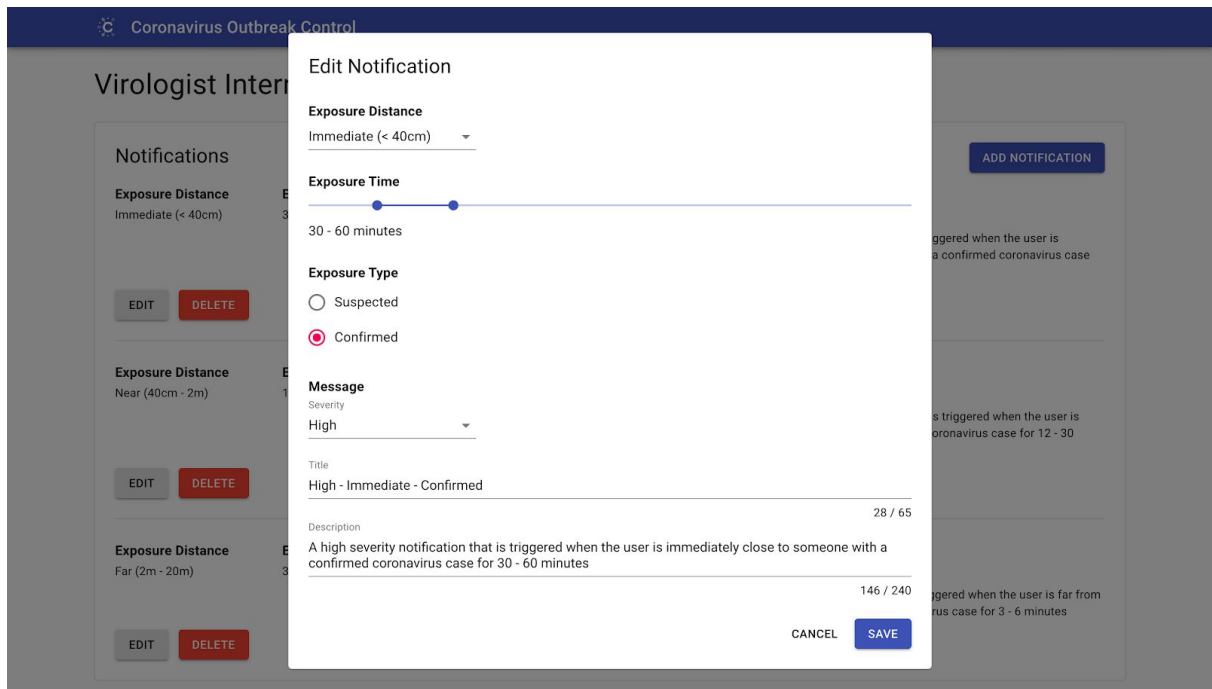 Coronavirus Outbreak Control
Virologist
Notifications
ADD NOTIFICATION
Exposure Distance
Immediate (< 40cm)
EDIT
DELETE
Exposure Distance
Near (40cm - 2m)
EDIT
DELETE
Exposure Distance
Far (2m - 20m)
EDIT
DELETE
Edit Notification
Exposure Distance
Immediate (< 40cm)
Exposure Time
30 - 60 minutes
Exposure Type
Suspected
Confirmed
Message
Severity
High
Title
High - Immediate - Confirmed
28 / 65
Description
A high severity notification that is triggered when the user is immediately close to someone with a
confirmed coronavirus case for 30 - 60 minutes
146 / 240
CANCEL
SAVE
when the user is
a confirmed coronavirus case
is triggered when the user is
case for 12 - 30
when the user is far from
case for 3 - 6 minutes